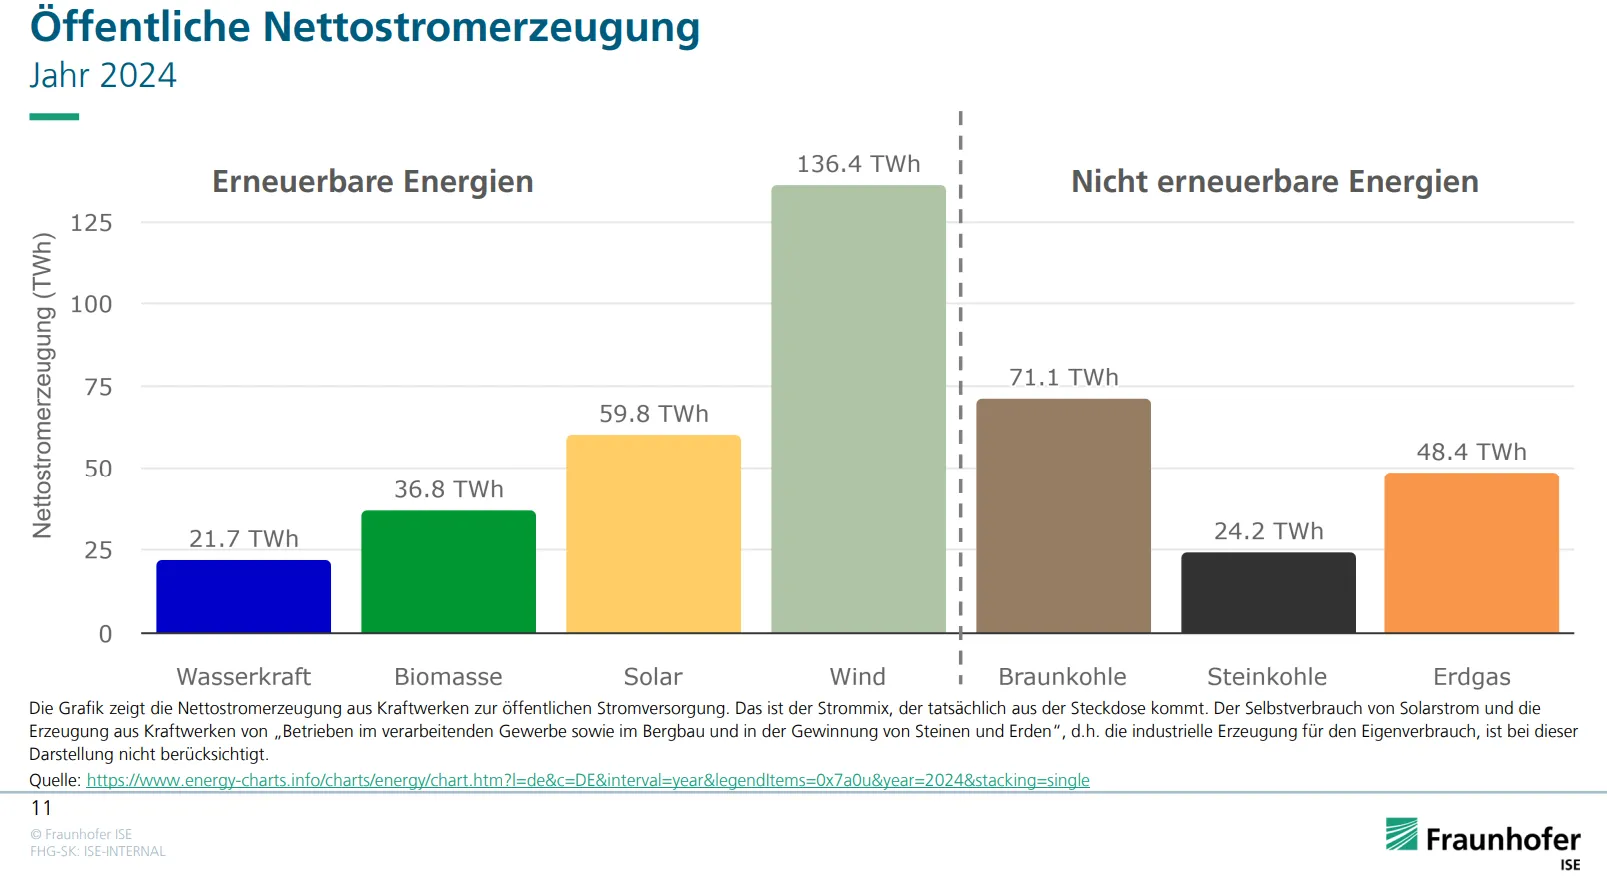 Öffentliche Nettostromerzeugung
Jahr 2024
Erneuerbare Energien
Nicht erneuerbare Energien
Nettostromerzeugung (TWh)
125
100
75
50
25
0
21.7 TWh
36.8 TWh
59.8 TWh
136.4 TWh
71.1 TWh
24.2 TWh
48.4 TWh
Wasserkraft
Biomasse
Solar
Wind
Braunkohle
Steinkohle
Erdgas
Die Grafik zeigt die Nettostromerzeugung aus Kraftwerken zur öffentlichen Stromversorgung. Das ist der Strommix, der tatsächlich aus der Steckdose kommt. Der Selbstverbrauch von Solarstrom und die
Erzeugung aus Kraftwerken von „Betrieben im verarbeitenden Gewerbe sowie im Bergbau und in der Gewinnung von Steinen und Erden“, d.h. die industrielle Erzeugung für den Eigenverbrauch, ist bei dieser
Darstellung nicht berücksichtigt.
Quelle: https://www.energy-charts.info/charts/energy/chart.htm?l=de&c=DE&interval=year&legendItems=0x7a0u&year=2024&stacking=single
11
© Fraunhofer ISE
FHG-SK: ISE-INTERNAL
Fraunhofer
ISE